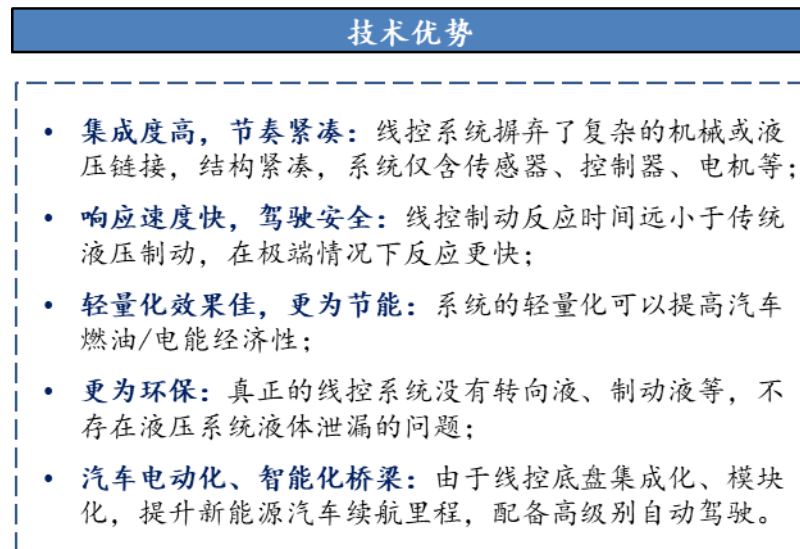 技术优势
• 集成度高，节奏紧凑：线控系统摒弃了复杂的机械或液
压链接，结构紧凑，系统仅含传感器、控制器、电机等；
• 响应速度快，驾驶安全：线控制动反应时间远小于传统
液压制动，在极端情况下反应更快；
• 轻量化效果佳，更为节能：系统的轻量化可以提高汽车
燃油/电能经济性；
• 更为环保：真正的线控系统没有转向液、制动液等，不
存在液压系统液体泄漏的问题；
• 汽车电动化、智能化桥梁：由于线控底盘集成化、模块
化，提升新能源汽车续航里程，配备高级别自动驾驶。